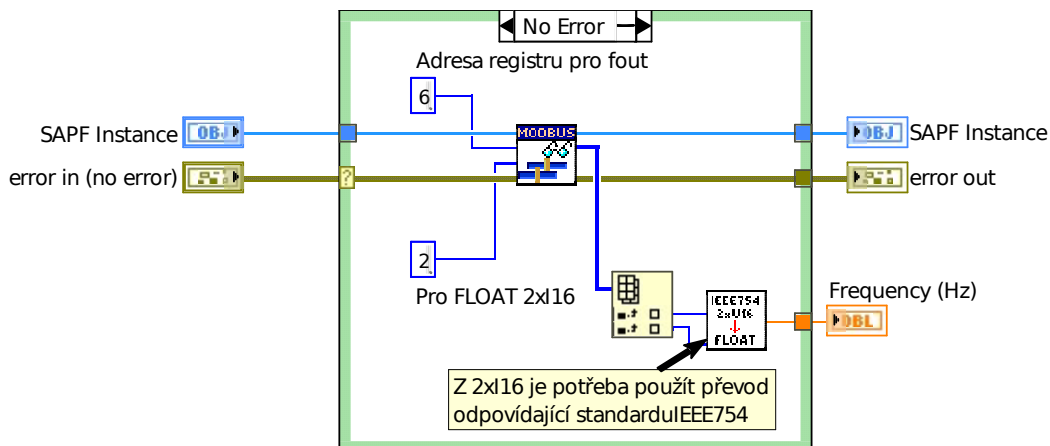 No Error
Adresa registru pro fout
6
SAPF Instance
OBJ
MODBUS
OBJ
SAPF Instance
error in (no error)
?
error out
2
Pro FLOAT 2xI16
IEEE754
2xU16
FLOAT
Frequency (Hz)
DBL
Z 2xI16 je potřeba použít převod
odpovídající standarduIEEE754